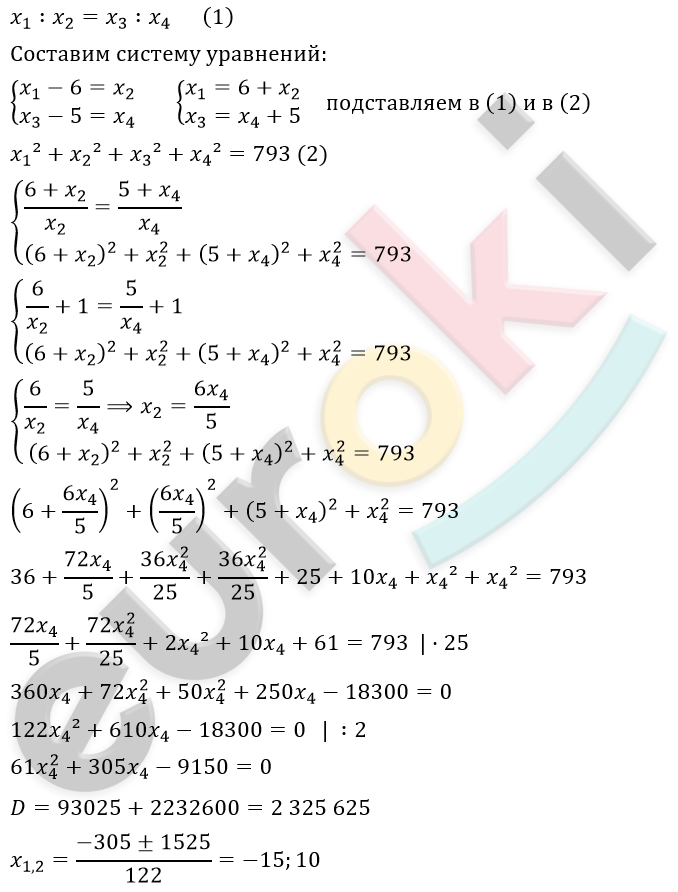 x₁ : x₂ = x₃ : x₄ (1)
Составим систему уравнений:
{x₁ − 6 = x₂ {x₁ = 6 + x₂
{x₃ − 5 = x₄ {x₃ = x₄ + 5 подставляем в (1) и в (2)
x₁² + x₂² + x₃² + x₄² = 793 (2)
{(6 + x₂)/x₂ = (5 + x₄)/x₄
{(6 + x₂)² + x₂² + (5 + x₄)² + x₄² = 793
{6/x₂ + 1 = 5/x₄ + 1
{(6 + x₂)² + x₂² + (5 + x₄)² + x₄² = 793
{6/x₂ = 5/x₄ ⟹ x₂ = 6x₄/5
{(6 + x₂)² + x₂² + (5 + x₄)² + x₄² = 793
(6 + 6x₄/5)² + (6x₄/5)² + (5 + x₄)² + x₄² = 793
36 + 72x₄/5 + 36x₄²/25 + 36x₄²/25 + 25 + 10x₄ + x₄² + x₄² = 793
72x₄/5 + 72x₄²/25 + 2x₄² + 10x₄ + 61 = 793 | · 25
360x₄ + 72x₄² + 50x₄² + 250x₄ − 18300 = 0
122x₄² + 610x₄ − 18300 = 0 | : 2
61x₄² + 305x₄ − 9150 = 0
D = 93025 + 2232600 = 2 325 625
x₁,₂ = (−305 ± 1525)/122 = −15; 10
euroki